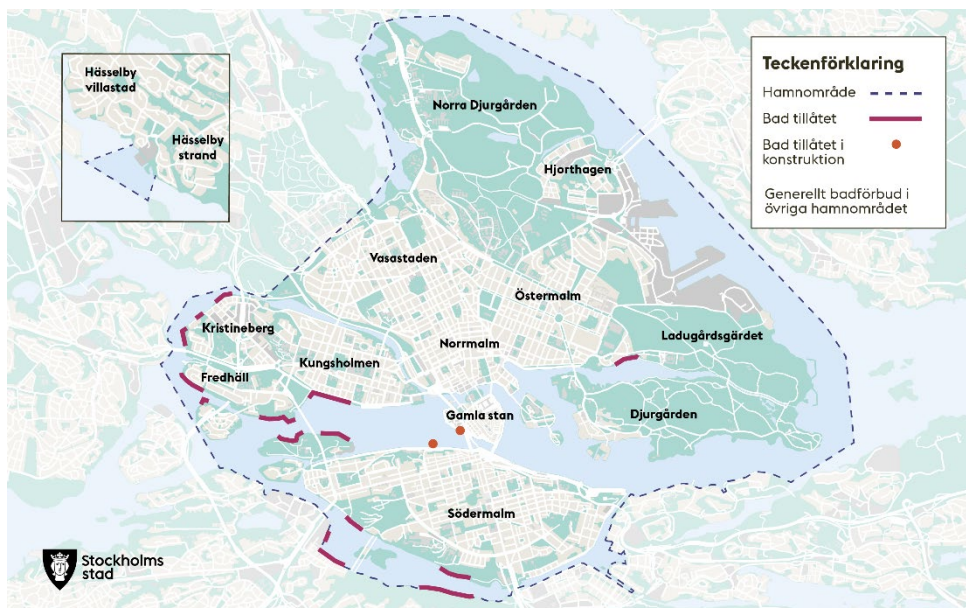 Hässelby
villastad
Hässelby
strand
Norra Djurgården
Hjorthagen
Vasastaden
Östermalm
Kristineberg
Ladugårdsgärdet
Norrmalm
Kungsholmen
Fredhäll
Gamla stan
Djurgården
Södermalm
Teckenförklaring
Hamnområde
Bad tillåtet
Bad tillåtet i
konstruktion
Generellt badförbud i
övriga hamnområdet
Stockholms
stad